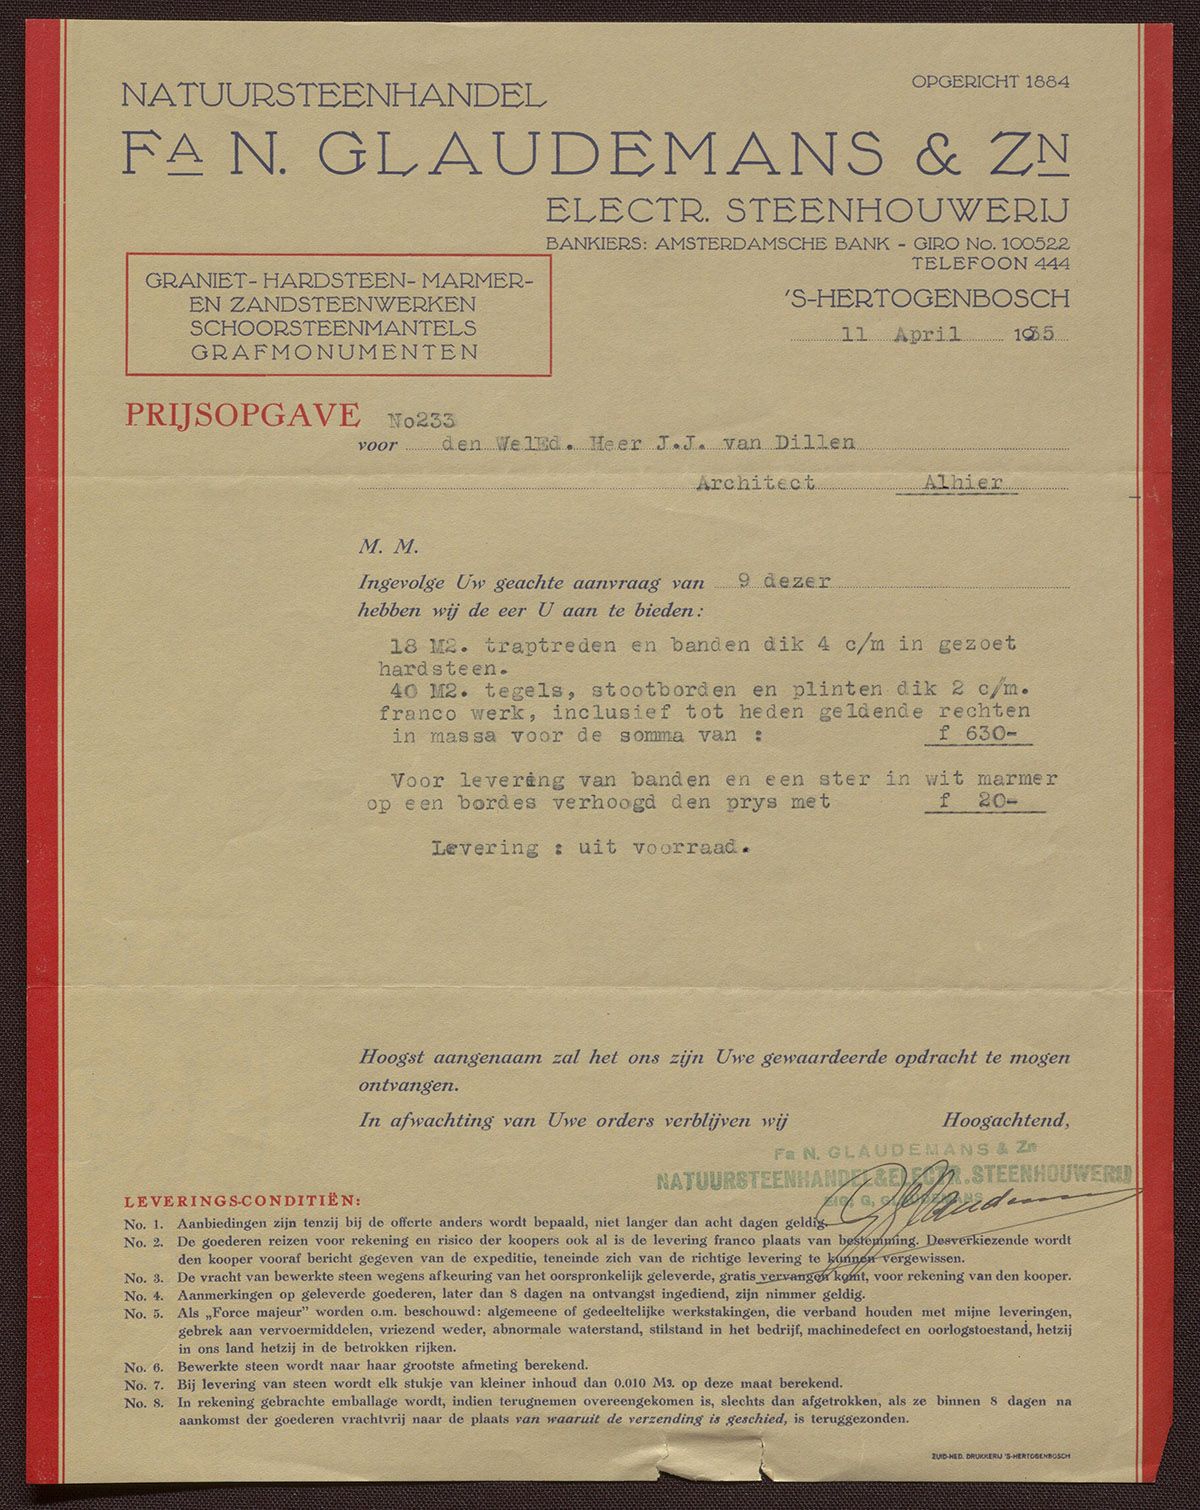 NATUURSTEENHANDEL
OPGERICHT 1884
FA N. GLAUDEMANS & ZN
ELECTR. STEENHOUWERIJ
BANKIERS: AMSTERDAMSCHE BANK - GIRO No. 100522
TELEFOON 444
GRANIET- HARDSTEEN- MARMER-
EN ZANDSTEENWERKEN
SCHOORSTEENMANTELS
GRAFMONUMENTEN
'S-HERTOGENBOSCH
11 April 1935
PRIJSOPGAVE No233
voor den WelEd. Heer J.J. van Dillen
Architect Alhier
M. M.
Ingevolge Uw geachte aanvraag van 9 dezer
hebben wij de eer U aan te bieden:
18 M2. traptreden en banden dik 4 c/m in gezoet
hardsteen.
40 M2. tegels, stootborden en plinten dik 2 c/m.
franco werk, inclusief tot heden geldende rechten
in massa voor de somma van : f 630-
Voor levering van banden en een ster in wit marmer
op een bordes verhoogd den prys met f 20-
Levering : uit voorraad.
Hoogst aangenaam zal het ons zijn Uwe gewaardeerde opdracht te mogen
ontvangen.
In afwachting van Uwe orders verblijven wij Hoogachtend,
Fa N. GLAUDEMANS & Zn
NATUURSTEENHANDEL & ELECTR. STEENHOUWERIJ
G. GLAUDEMANS
LEVERINGS-CONDITIËN:
No. 1. Aanbiedingen zijn tenzij bij de offerte anders wordt bepaald, niet langer dan acht dagen geldig.
No. 2. De goederen reizen voor rekening en risico der koopers ook al is de levering franco plaats van bestemming. Desverkiezende wordt
den kooper vooraf bericht gegeven van de expeditie, teneinde zich van de richtige levering te kunnen vergewissen.
No. 3. De vracht van bewerkte steen wegens afkeuring van het oorspronkelijk geleverde, gratis vervangen komt, voor rekening van den kooper.
No. 4. Aanmerkingen op geleverde goederen, later dan 8 dagen na ontvangst ingediend, zijn nimmer geldig.
No. 5. Als „Force majeur" worden o.m. beschouwd: algemeene of gedeeltelijke werkstakingen, die verband houden met mijne leveringen,
gebrek aan vervoermiddelen, vriezend weder, abnormale waterstand, stilstand in het bedrijf, machinedefect en oorlogstoestand, hetzij
in ons land hetzij in de betrokken rijken.
No. 6. Bewerkte steen wordt naar haar grootste afmeting berekend.
No. 7. Bij levering van steen wordt elk stukje van kleiner inhoud dan 0.010 M3. op deze maat berekend.
No. 8. In rekening gebrachte emballage wordt, indien terugnemen overeengekomen is, slechts dan afgetrokken, als ze binnen 8 dagen na
aankomst der goederen vrachtvrij naar de plaats van waaruit de verzending is geschied, is teruggezonden.
ZUID-NED. DRUKKERIJ 'S-HERTOGENBOSCH